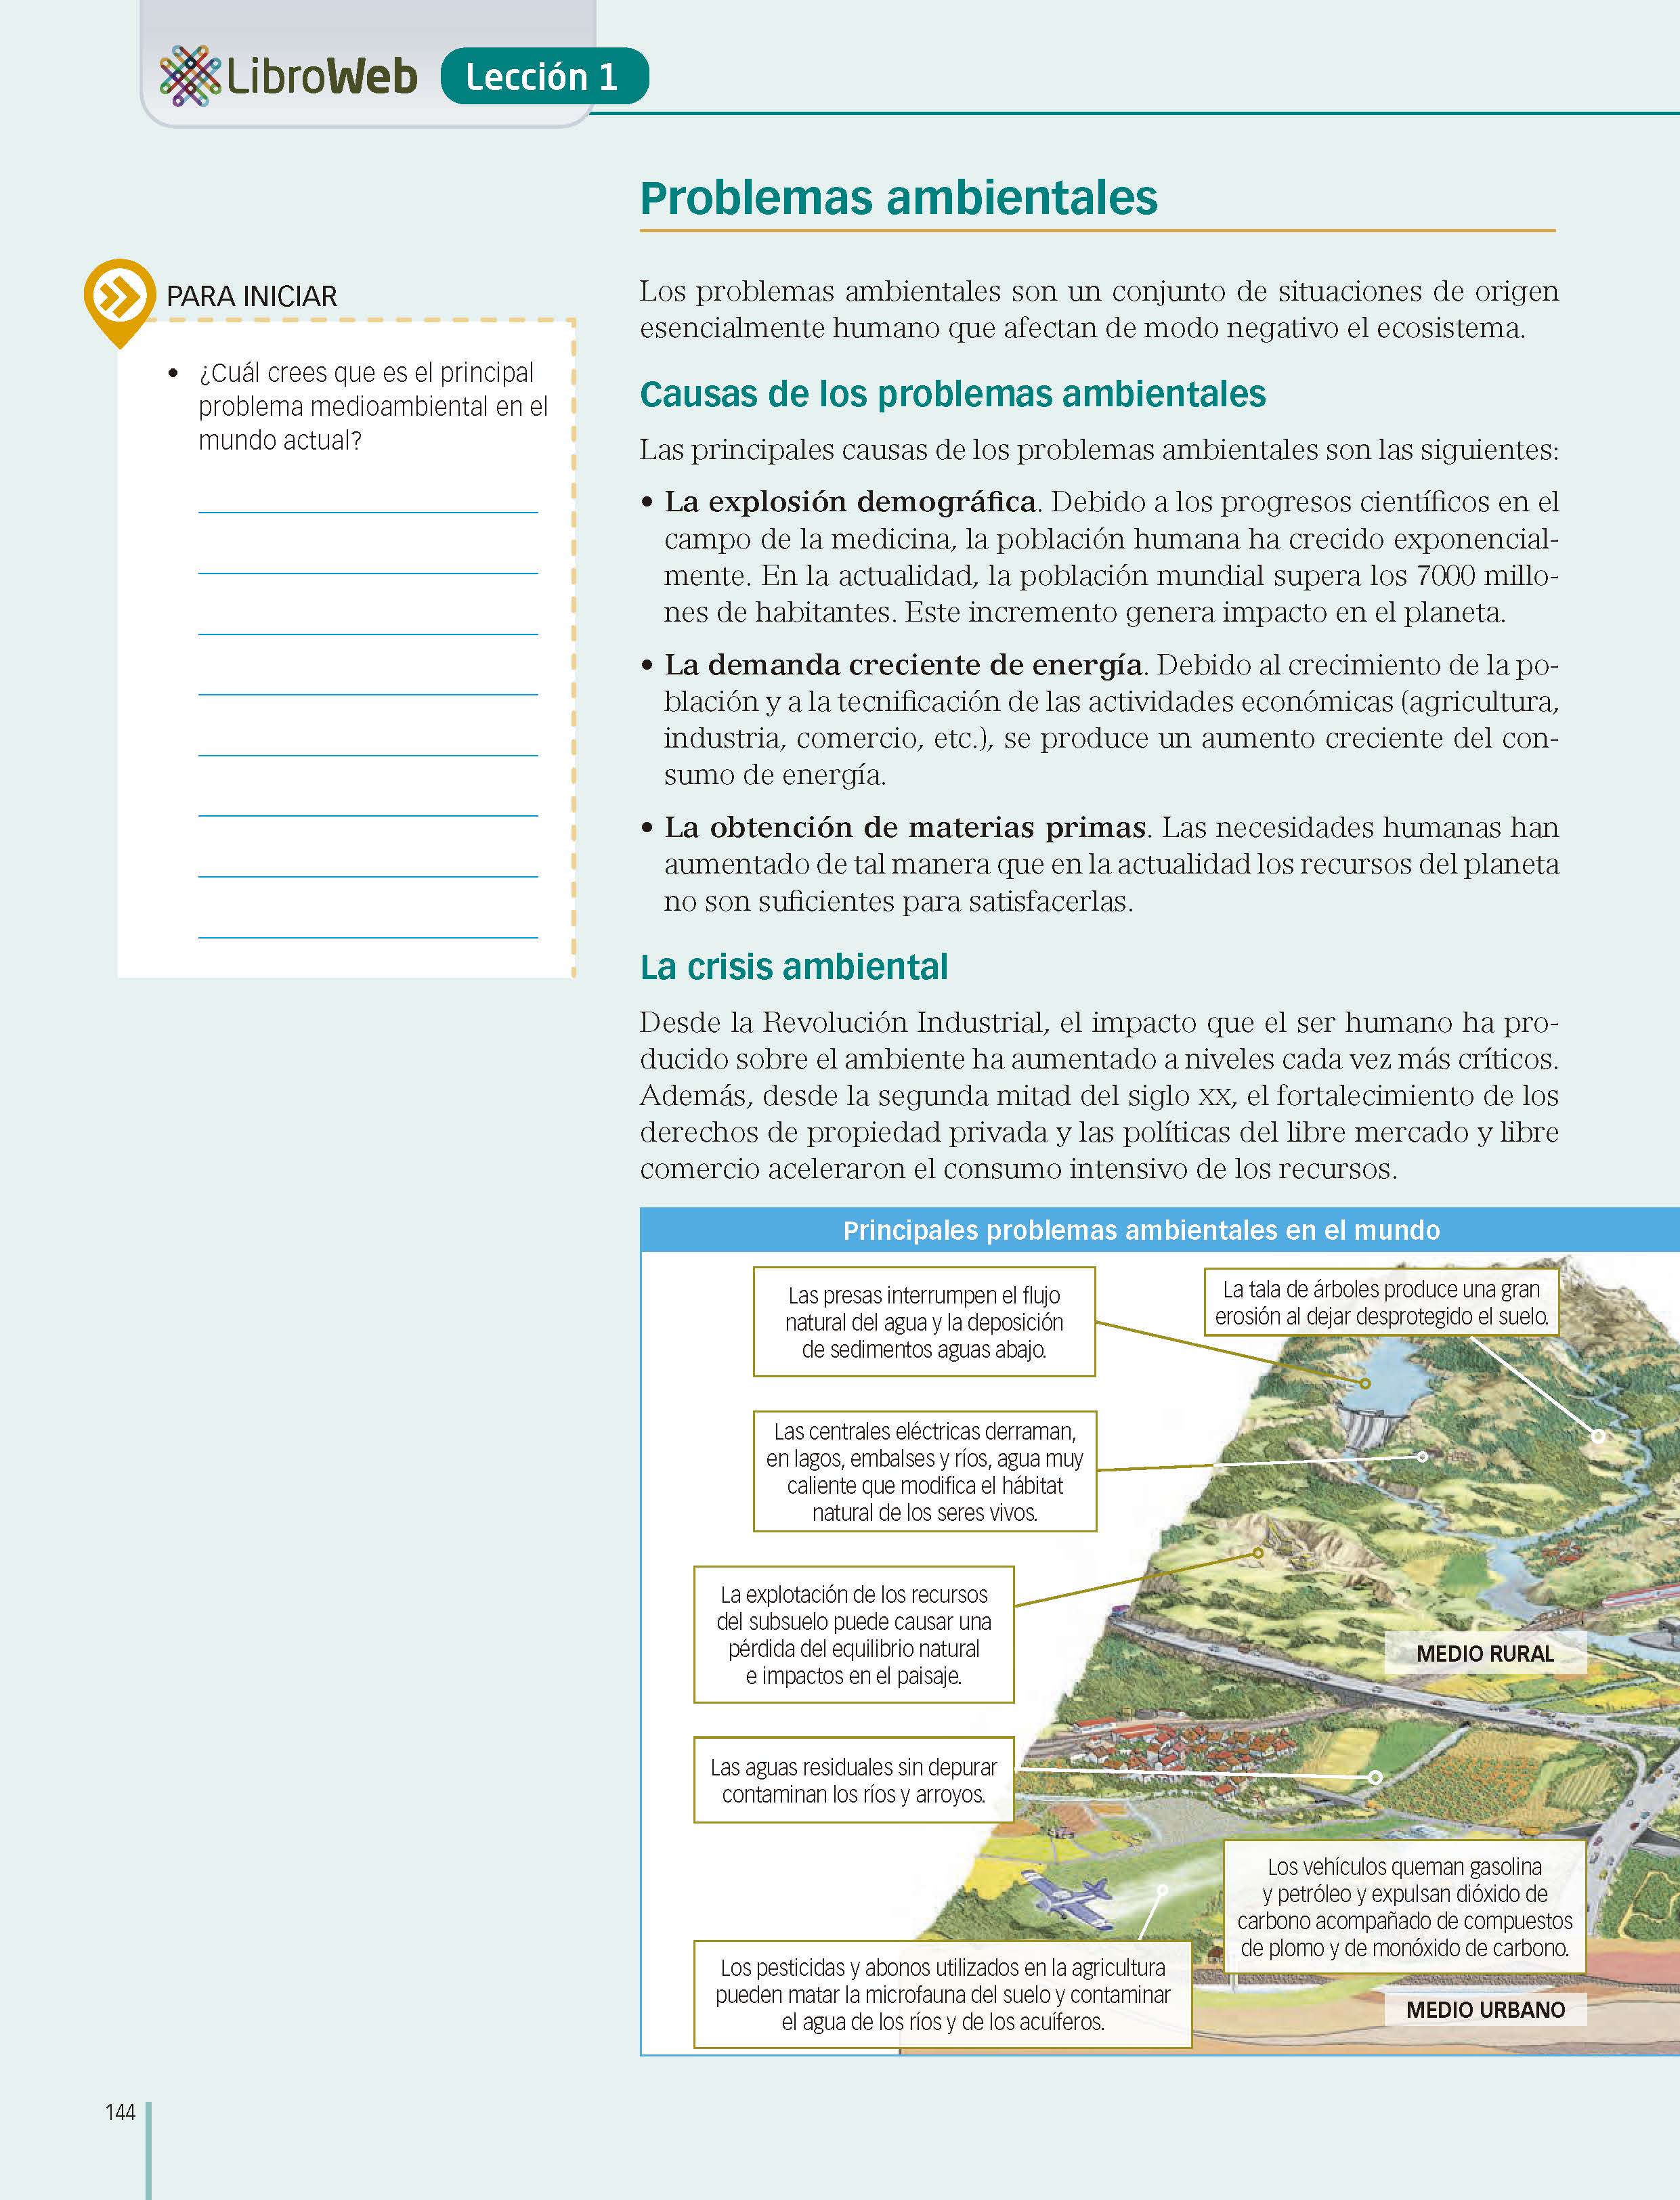 LibroWeb
Lección 1
Problemas ambientales
PARA INICIAR
• ¿Cuál crees que es el principal
problema medioambiental en el
mundo actual?
Los problemas ambientales son un conjunto de situaciones de origen
esencialmente humano que afectan de modo negativo el ecosistema.
Causas de los problemas ambientales
Las principales causas de los problemas ambientales son las siguientes:
• La explosión demográfica. Debido a los progresos científicos en el
campo de la medicina, la población humana ha crecido exponencial-
mente. En la actualidad, la población mundial supera los 7000 millo-
nes de habitantes. Este incremento genera impacto en el planeta.
• La demanda creciente de energía. Debido al crecimiento de la po-
blación y a la tecnificación de las actividades económicas (agricultura,
industria, comercio, etc.), se produce un aumento creciente del con-
sumo de energía.
• La obtención de materias primas. Las necesidades humanas han
aumentado de tal manera que en la actualidad los recursos del planeta
no son suficientes para satisfacerlas.
La crisis ambiental
Desde la Revolución Industrial, el impacto que el ser humano ha pro-
ducido sobre el ambiente ha aumentado a niveles cada vez más críticos.
Además, desde la segunda mitad del siglo XX, el fortalecimiento de los
derechos de propiedad privada y las políticas del libre mercado y libre
comercio aceleraron el consumo intensivo de los recursos.
Principales problemas ambientales en el mundo
Las presas interrumpen el flujo
natural del agua y la deposición
de sedimentos aguas abajo.
La tala de árboles produce una gran
erosión al dejar desprotegido el suelo.
Las centrales eléctricas derraman,
en lagos, embalses y ríos, agua muy
caliente que modifica el hábitat
natural de los seres vivos.
La explotación de los recursos
del subsuelo puede causar una
pérdida del equilibrio natural
e impactos en el paisaje.
MEDIO RURAL
Las aguas residuales sin depurar
contaminan los ríos y arroyos.
Los vehículos queman gasolina
y petróleo y expulsan dióxido de
carbono acompañado de compuestos
de plomo y de monóxido de carbono.
Los pesticidas y abonos utilizados en la agricultura
pueden matar la microfauna del suelo y contaminar
el agua de los ríos y de los acuíferos.
MEDIO URBANO
144